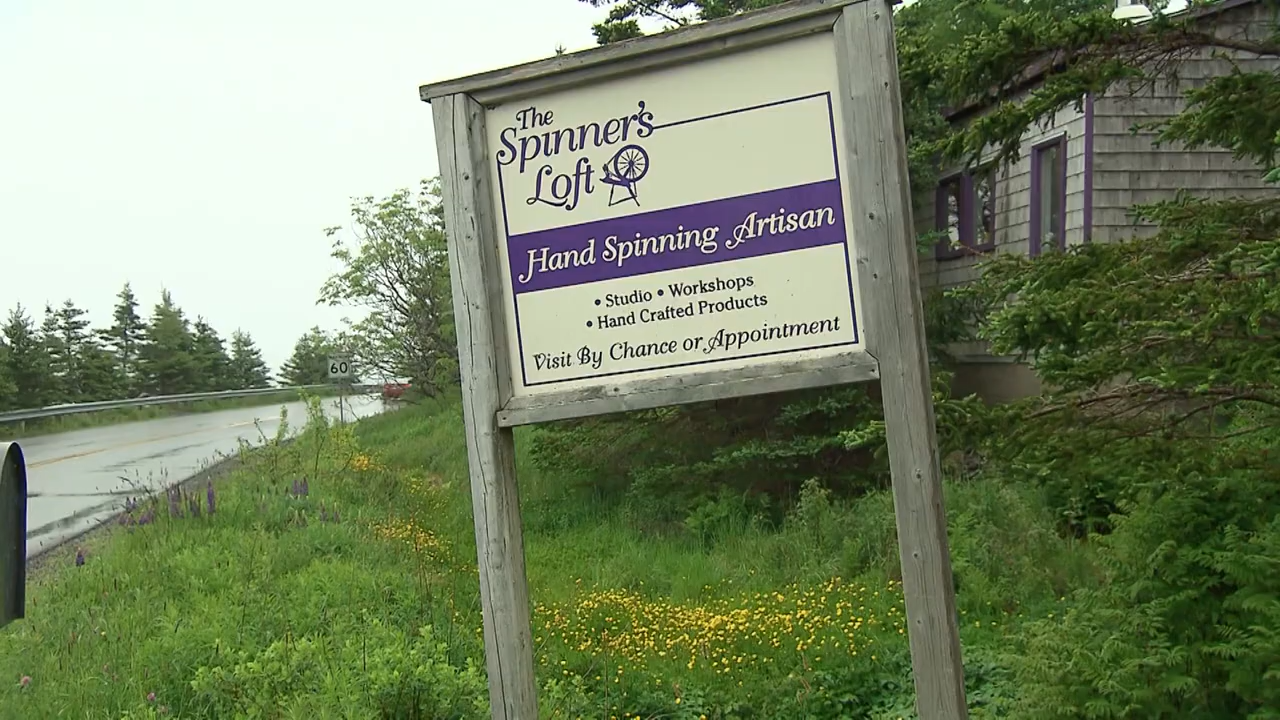 The
Spinner's
Loft
Hand Spinning Artisan
• Studio • Workshops
• Hand Crafted Products
Visit By Chance or Appointment
60